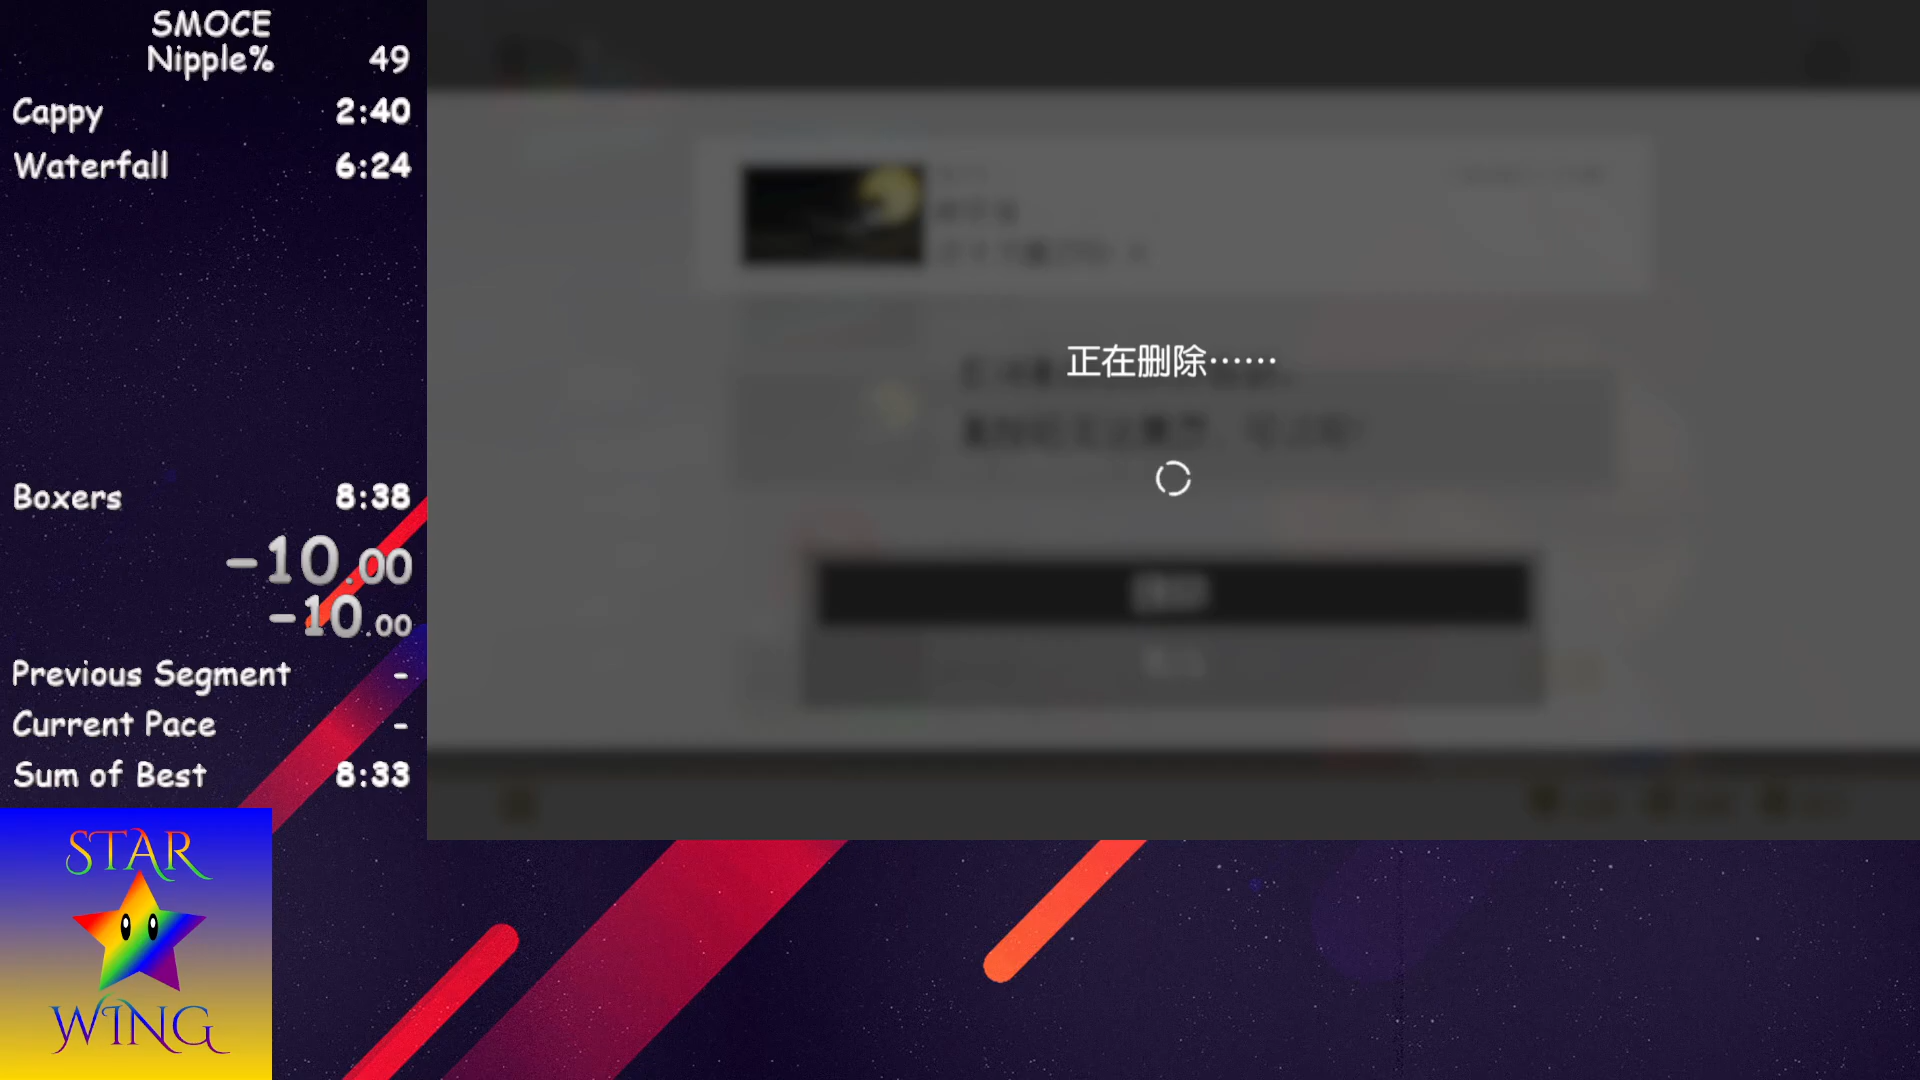 SMOCE
Nipple% 49
Cappy 2:40
Waterfall 6:24
Boxers 8:38
-10.00
-10.00
Previous Segment -
Current Pace -
Sum of Best 8:33
STAR
WING
正在删除……